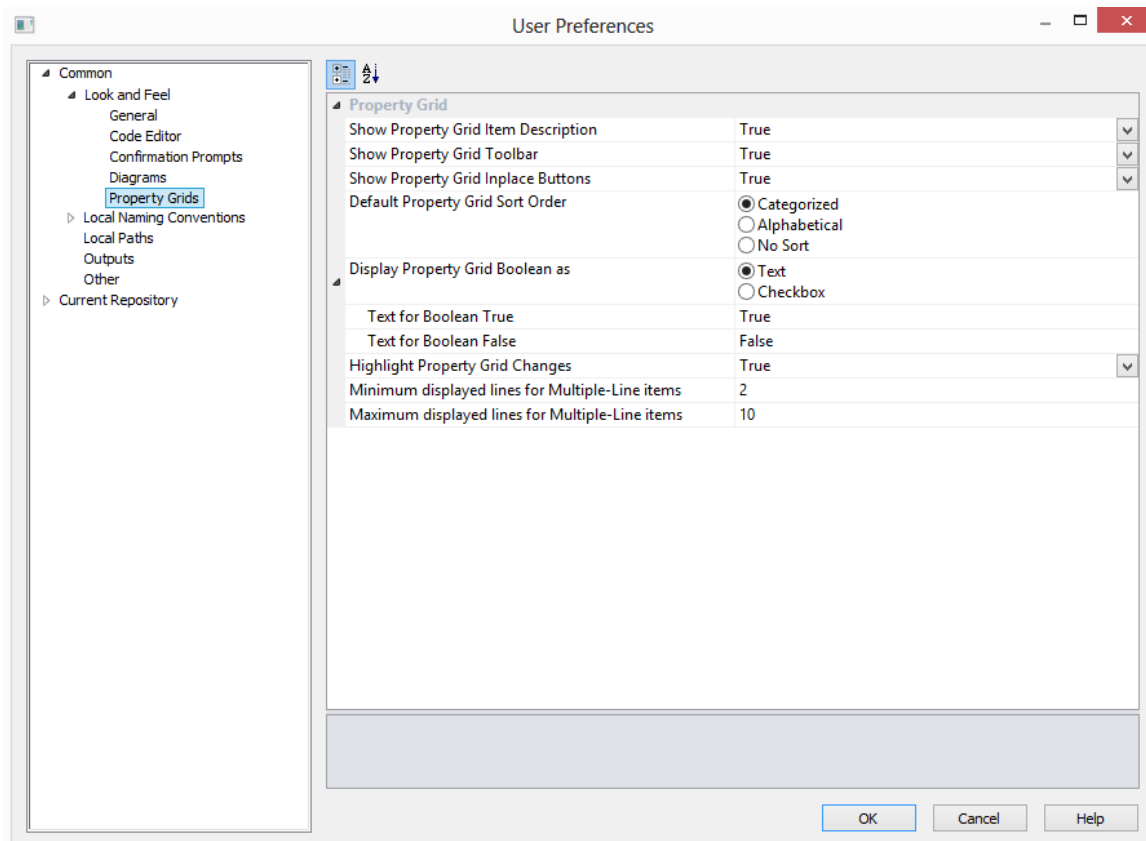 User Preferences
Common
Look and Feel
General
Code Editor
Confirmation Prompts
Diagrams
Property Grids
Local Naming Conventions
Local Paths
Outputs
Other
Current Repository
Property Grid
Show Property Grid Item Description True
Show Property Grid Toolbar True
Show Property Grid Inplace Buttons True
Default Property Grid Sort Order Categorized
Alphabetical
No Sort
Display Property Grid Boolean as Text
Checkbox
Text for Boolean True True
Text for Boolean False False
Highlight Property Grid Changes True
Minimum displayed lines for Multiple-Line items 2
Maximum displayed lines for Multiple-Line items 10
OK Cancel Help